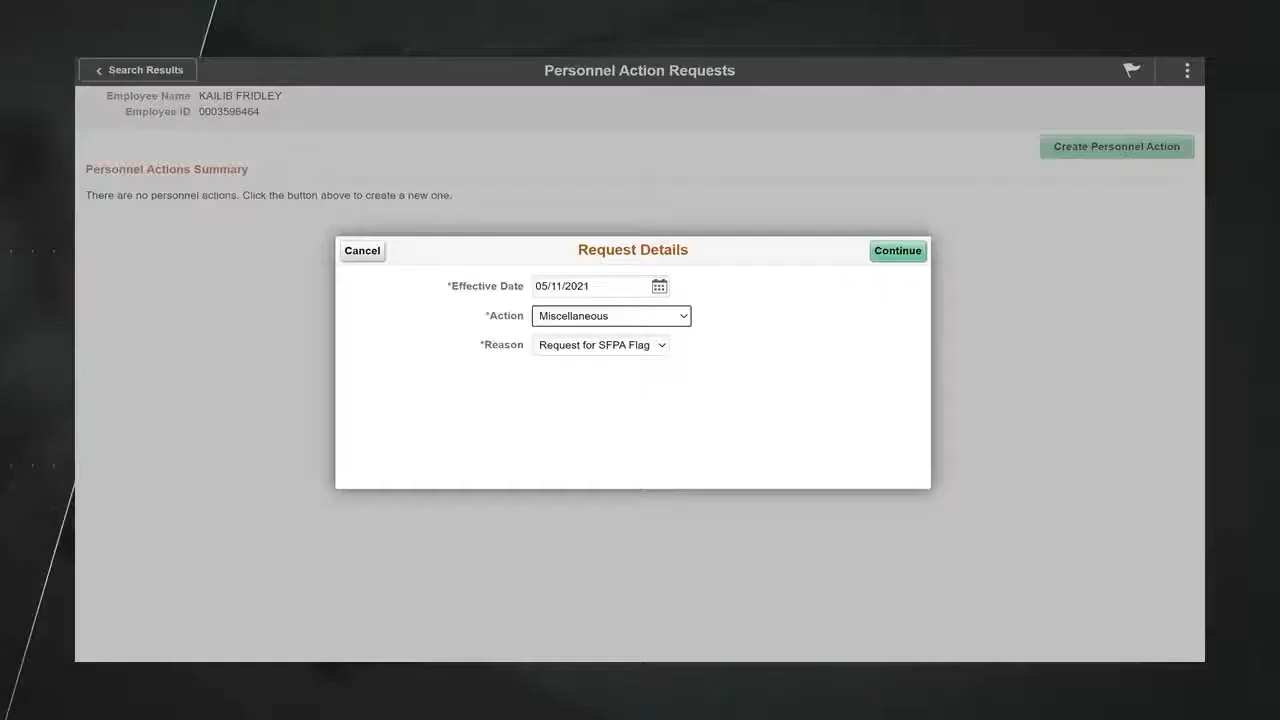 Search Results
Personnel Action Requests
Employee Name KAILIB FRIDLEY
Employee ID 0003596464
Create Personnel Action
Personnel Actions Summary
There are no personnel actions. Click the button above to create a new one.
Cancel
Request Details
Continue
*Effective Date 05/11/2021
*Action Miscellaneous
*Reason Request for SFPA Flag